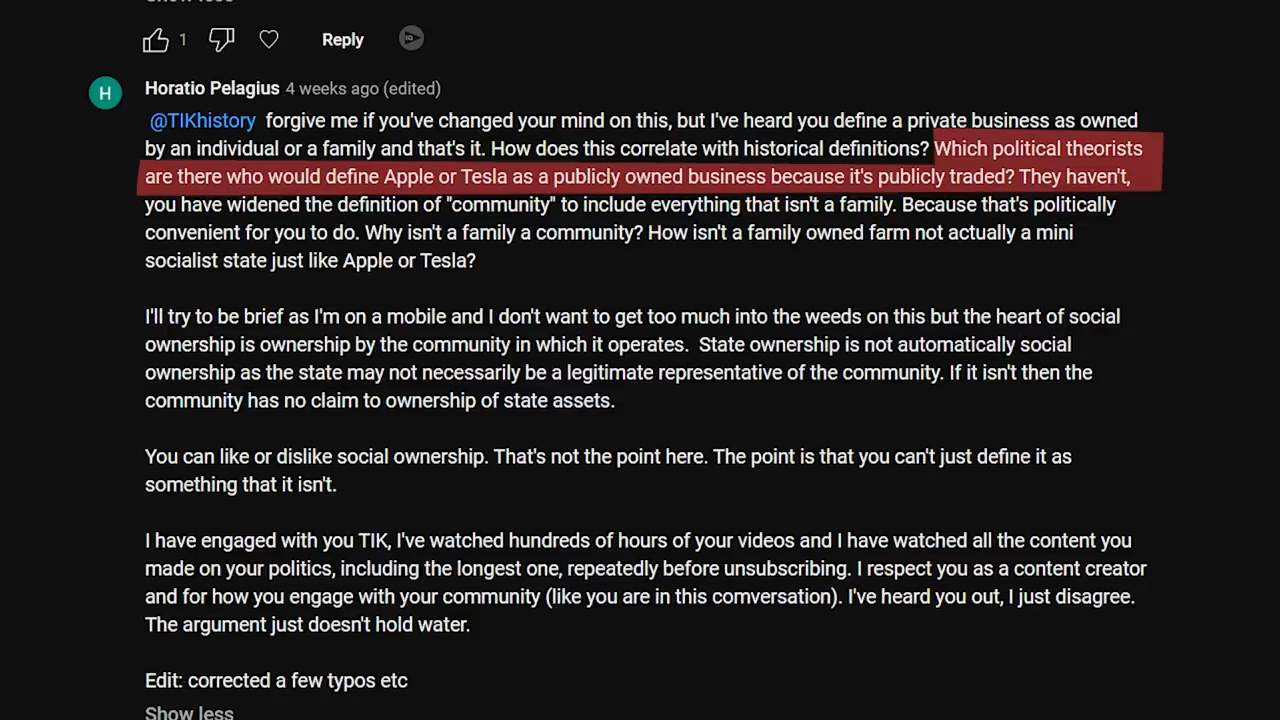 Show less
1
Reply
H
Horatio Pelagius 4 weeks ago (edited)
@TIKhistory forgive me if you've changed your mind on this, but I've heard you define a private business as owned
by an individual or a family and that's it. How does this correlate with historical definitions? Which political theorists
are there who would define Apple or Tesla as a publicly owned business because it's publicly traded? They haven't,
you have widened the definition of "community" to include everything that isn't a family. Because that's politically
convenient for you to do. Why isn't a family a community? How isn't a family owned farm not actually a mini
socialist state just like Apple or Tesla?
I'll try to be brief as I'm on a mobile and I don't want to get too much into the weeds on this but the heart of social
ownership is ownership by the community in which it operates. State ownership is not automatically social
ownership as the state may not necessarily be a legitimate representative of the community. If it isn't then the
community has no claim to ownership of state assets.
You can like or dislike social ownership. That's not the point here. The point is that you can't just define it as
something that it isn't.
I have engaged with you TIK, I've watched hundreds of hours of your videos and I have watched all the content you
made on your politics, including the longest one, repeatedly before unsubscribing. I respect you as a content creator
and for how you engage with your community (like you are in this comversation). I've heard you out, I just disagree.
The argument just doesn't hold water.
Edit: corrected a few typos etc
Show less